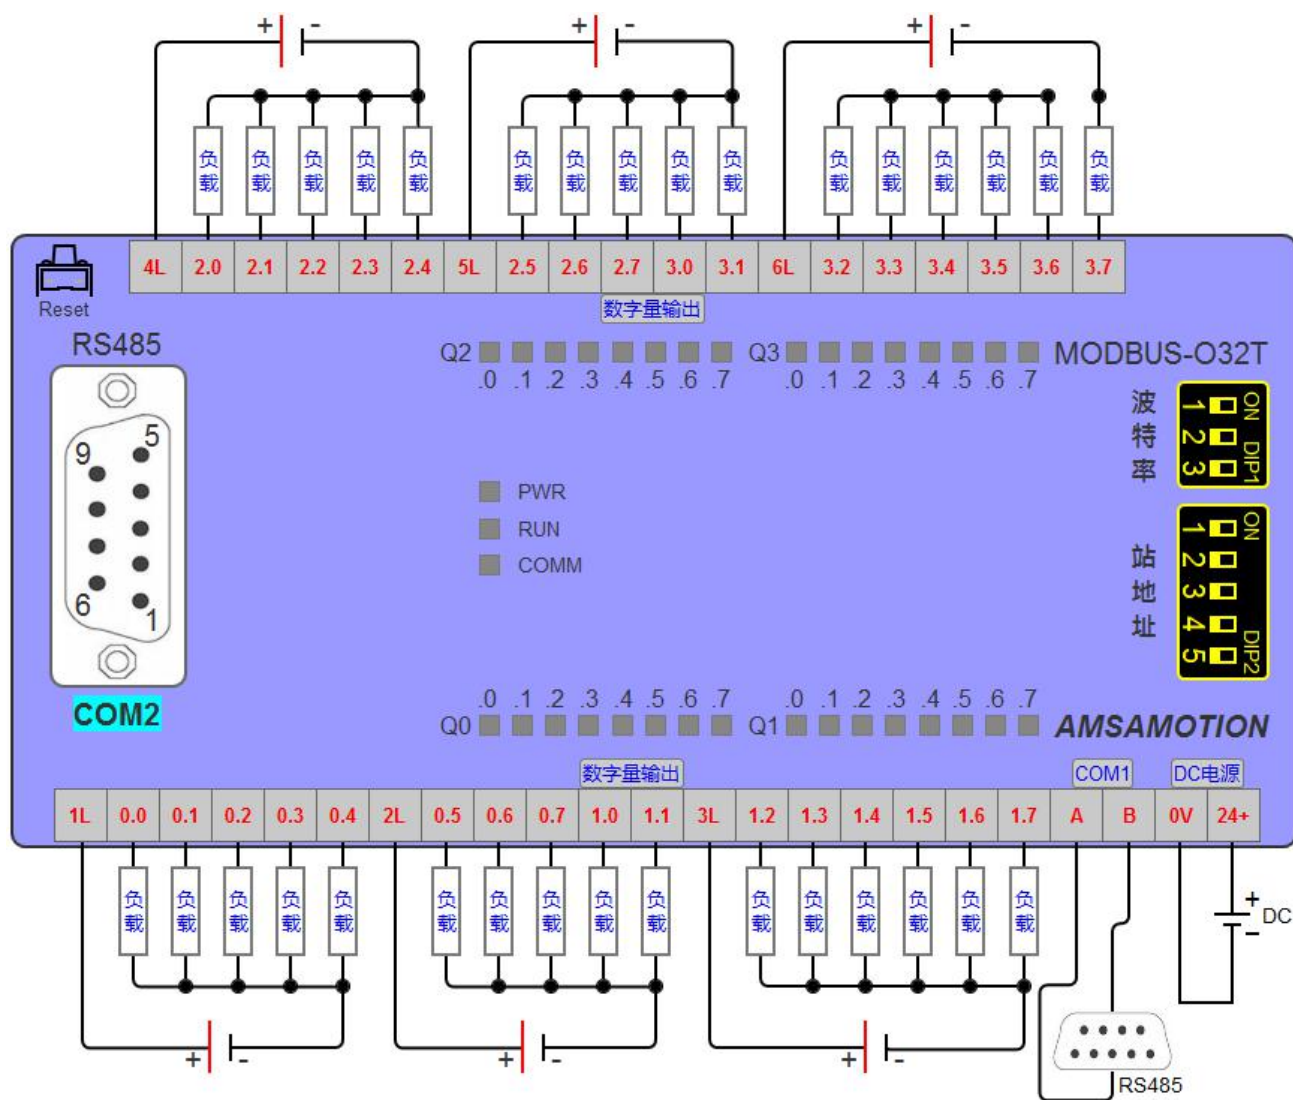 + - + - + -
负载 负载 负载 负载 负载 负载 负载 负载 负载 负载 负载 负载 负载 负载 负载 负载
4L 2.0 2.1 2.2 2.3 2.4 5L 2.5 2.6 2.7 3.0 3.1 6L 3.2 3.3 3.4 3.5 3.6 3.7
Reset
数字量输出
RS485
Q2 Q3 MODBUS-O32T
.0 .1 .2 .3 .4 .5 .6 .7 .0 .1 .2 .3 .4 .5 .6 .7
波特率
1 2 3
ON DIP1
5
9
6
1
PWR
RUN
COMM
站地址
1 2 3 4 5
ON DIP2
COM2
.0 .1 .2 .3 .4 .5 .6 .7 .0 .1 .2 .3 .4 .5 .6 .7
Q0 Q1 AMSAMOTION
数字量输出 COM1 DC电源
1L 0.0 0.1 0.2 0.3 0.4 2L 0.5 0.6 0.7 1.0 1.1 3L 1.2 1.3 1.4 1.5 1.6 1.7 A B 0V 24+
负载 负载 负载 负载 负载 负载 负载 负载 负载 负载 负载 负载 负载 负载 负载 负载
+ - DC
+ - + - + -
RS485